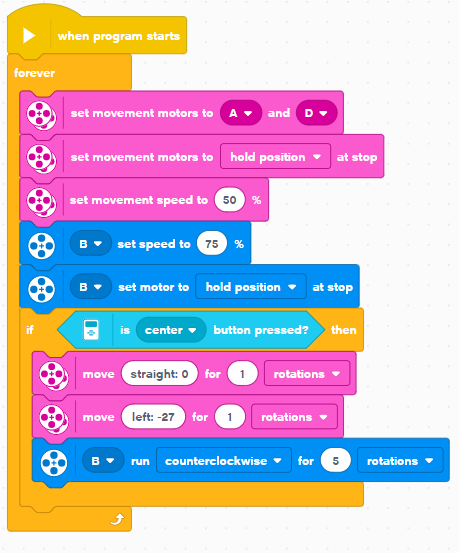 when program starts
forever
set movement motors to A and D
set movement motors to hold position at stop
set movement speed to 50 %
B set speed to 75 %
B set motor to hold position at stop
if is center button pressed? then
move straight: 0 for 1 rotations
move left: -27 for 1 rotations
B run counterclockwise for 5 rotations